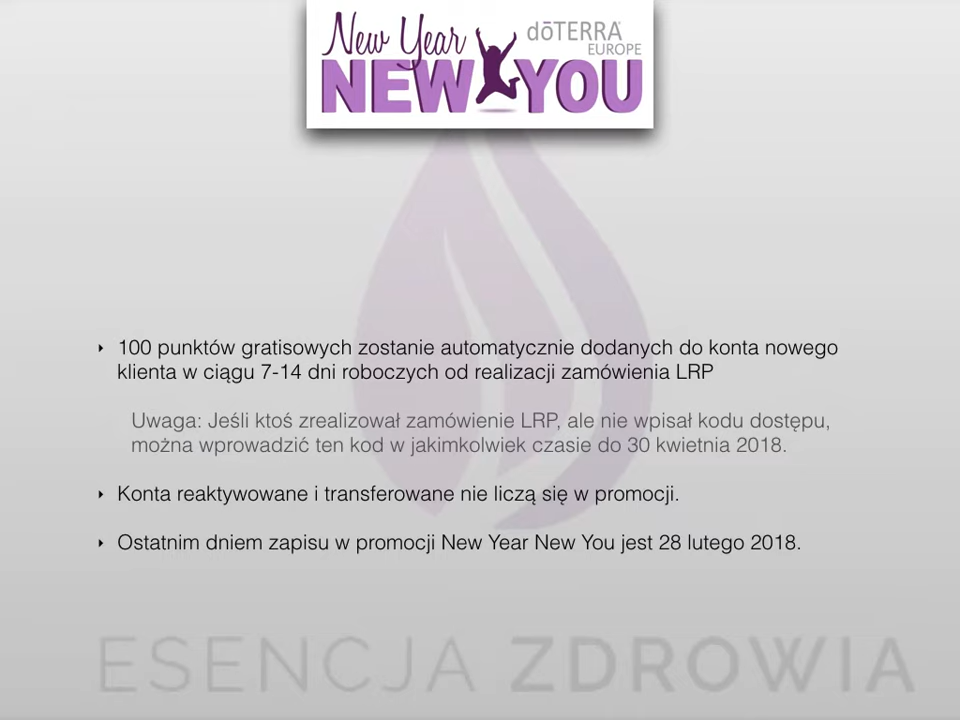 New Year
dōTERRA®
EUROPE
NEW YOU
‣ 100 punktów gratisowych zostanie automatycznie dodanych do konta nowego
klienta w ciągu 7-14 dni roboczych od realizacji zamówienia LRP
Uwaga: Jeśli ktoś zrealizował zamówienie LRP, ale nie wpisał kodu dostępu,
można wprowadzić ten kod w jakimkolwiek czasie do 30 kwietnia 2018.
‣ Konta reaktywowane i transferowane nie liczą się w promocji.
‣ Ostatnim dniem zapisu w promocji New Year New You jest 28 lutego 2018.
ESENCJA ZDROWIA